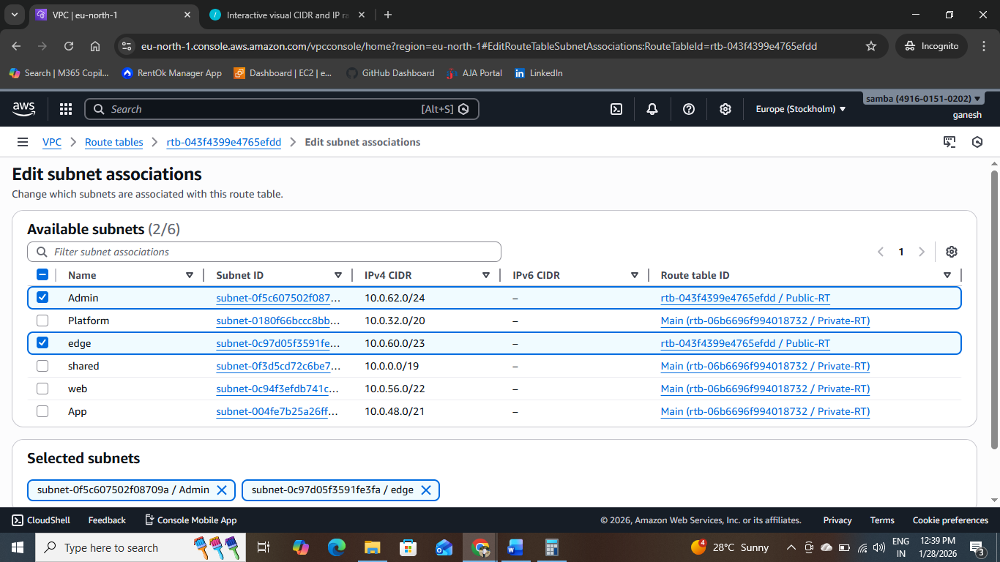 VPC | eu-north-1
Interactive visual CIDR and IP ra
eu-north-1.console.aws.amazon.com/vpcconsole/home?region=eu-north-1#EditRouteTableSubnetAssociations:RouteTableId=rtb-043f4399e4765efdd
Incognito
Search | M365 Copil... RentOk Manager App Dashboard | EC2 | e... GitHub Dashboard AJA Portal LinkedIn
aws Search [Alt+S] Europe (Stockholm) samba (4916-0151-0202)
ganesh
VPC Route tables rtb-043f4399e4765efdd Edit subnet associations
Edit subnet associations
Change which subnets are associated with this route table.
Available subnets (2/6)
Filter subnet associations 1
Name Subnet ID IPv4 CIDR IPv6 CIDR Route table ID
Admin subnet-0f5c607502f087... 10.0.62.0/24 – rtb-043f4399e4765efdd / Public-RT
Platform subnet-0180f66bccc8bb... 10.0.32.0/20 – Main (rtb-06b6696f994018732 / Private-RT)
edge subnet-0c97d05f3591fe... 10.0.60.0/23 – rtb-043f4399e4765efdd / Public-RT
shared subnet-0f3d5cd72c6be7... 10.0.0.0/19 – Main (rtb-06b6696f994018732 / Private-RT)
web subnet-0c94f3efdb741c... 10.0.56.0/22 – Main (rtb-06b6696f994018732 / Private-RT)
App subnet-004fe7b25a26ff... 10.0.48.0/21 – Main (rtb-06b6696f994018732 / Private-RT)
Selected subnets
subnet-0f5c607502f08709a / Admin subnet-0c97d05f3591fe3fa / edge
CloudShell Feedback Console Mobile App © 2026, Amazon Web Services, Inc. or its affiliates. Privacy Terms Cookie preferences
Type here to search 4 28°C Sunny ENG 12:39 PM
IN 1/28/2026 3